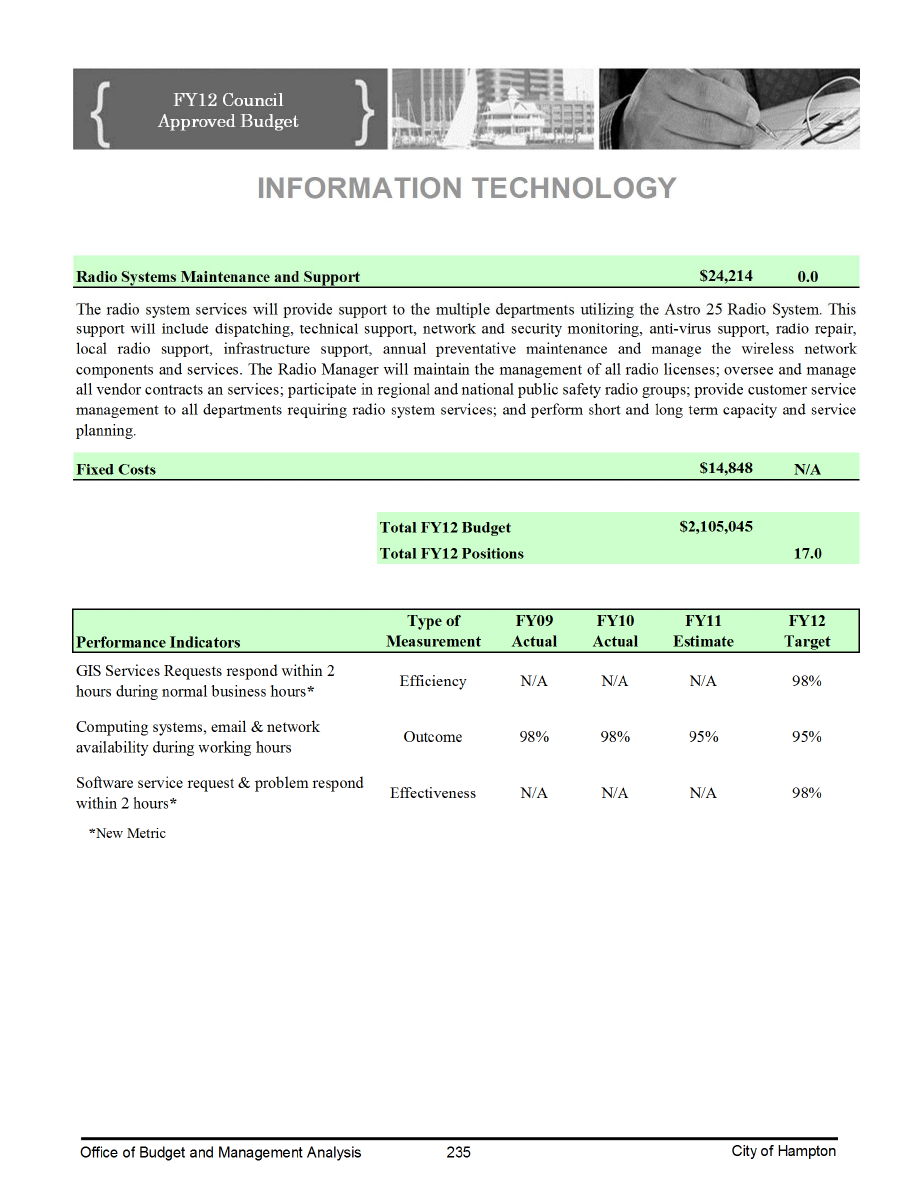 FY12 Council
Approved Budget
INFORMATION TECHNOLOGY
Radio Systems Maintenance and Support $24,214 0.0
The radio system services will provide support to the multiple departments utilizing the Astro 25 Radio System. This
support will include dispatching, technical support, network and security monitoring, anti-virus support, radio repair,
local radio support, infrastructure support, annual preventative maintenance and manage the wireless network
components and services. The Radio Manager will maintain the management of all radio licenses; oversee and manage
all vendor contracts an services; participate in regional and national public safety radio groups; provide customer service
management to all departments requiring radio system services; and perform short and long term capacity and service
planning.
Fixed Costs $14,848 N/A
Total FY12 Budget $2,105,045
Total FY12 Positions 17.0
Type of FY09 FY10 FY11 FY12
Performance Indicators Measurement Actual Actual Estimate Target
GIS Services Requests respond within 2
hours during normal business hours* Efficiency N/A N/A N/A 98%
Computing systems, email & network
availability during working hours Outcome 98% 98% 95% 95%
Software service request & problem respond
within 2 hours* Effectiveness N/A N/A N/A 98%
*New Metric
Office of Budget and Management Analysis 235 City of Hampton